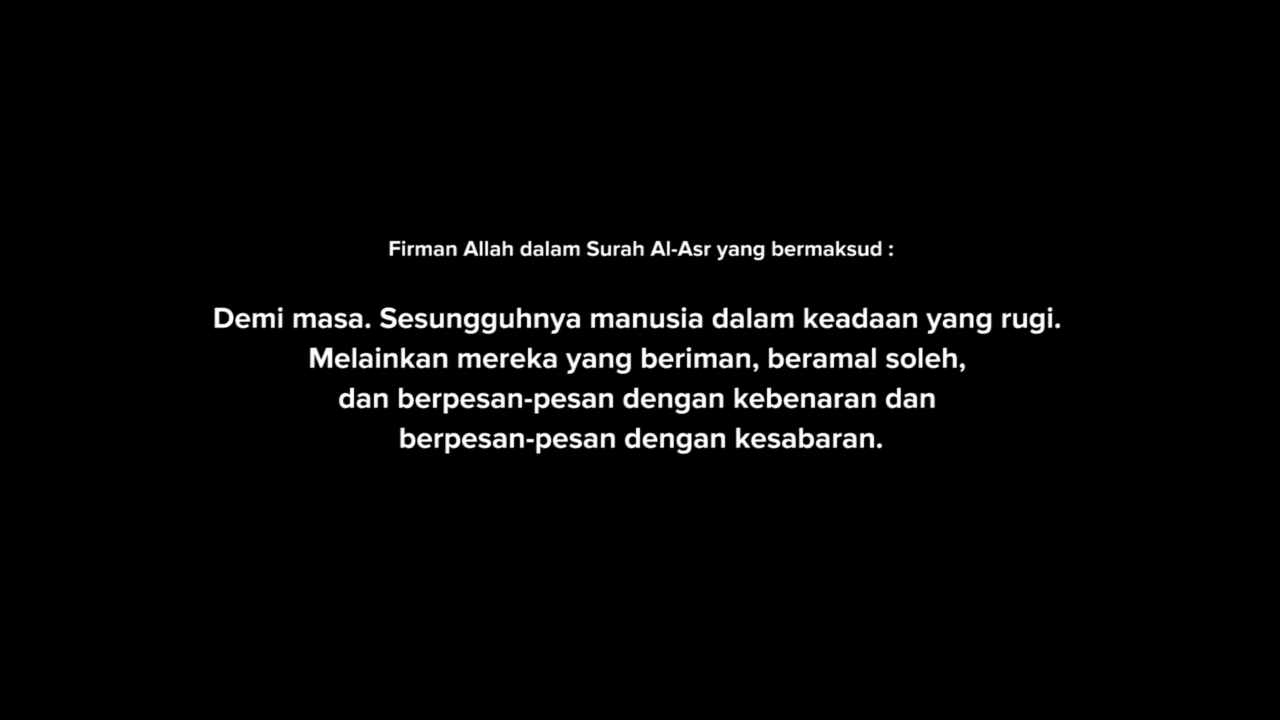 Firman Allah dalam Surah Al-Asr yang bermaksud :
Demi masa. Sesungguhnya manusia dalam keadaan yang rugi.
Melainkan mereka yang beriman, beramal soleh,
dan berpesan-pesan dengan kebenaran dan
berpesan-pesan dengan kesabaran.